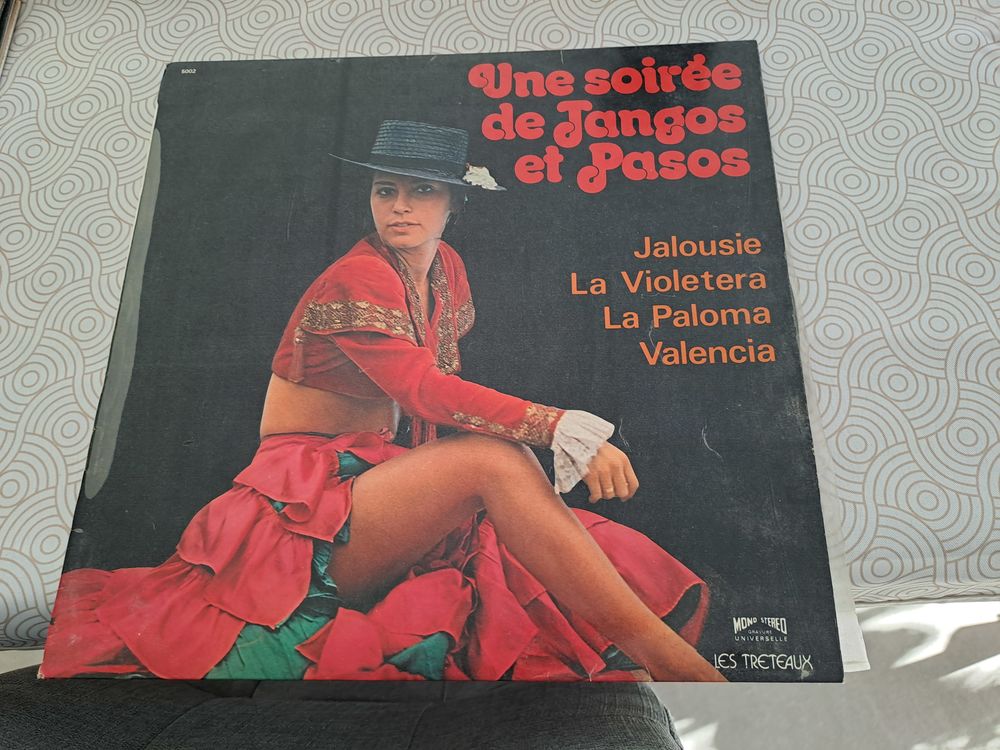 5002
Une soirée
de Tangos
et Pasos
Jalousie
La Violetera
La Paloma
Valencia
MONO STEREO
GRAVURE
UNIVERSELLE
LES TRETEAUX